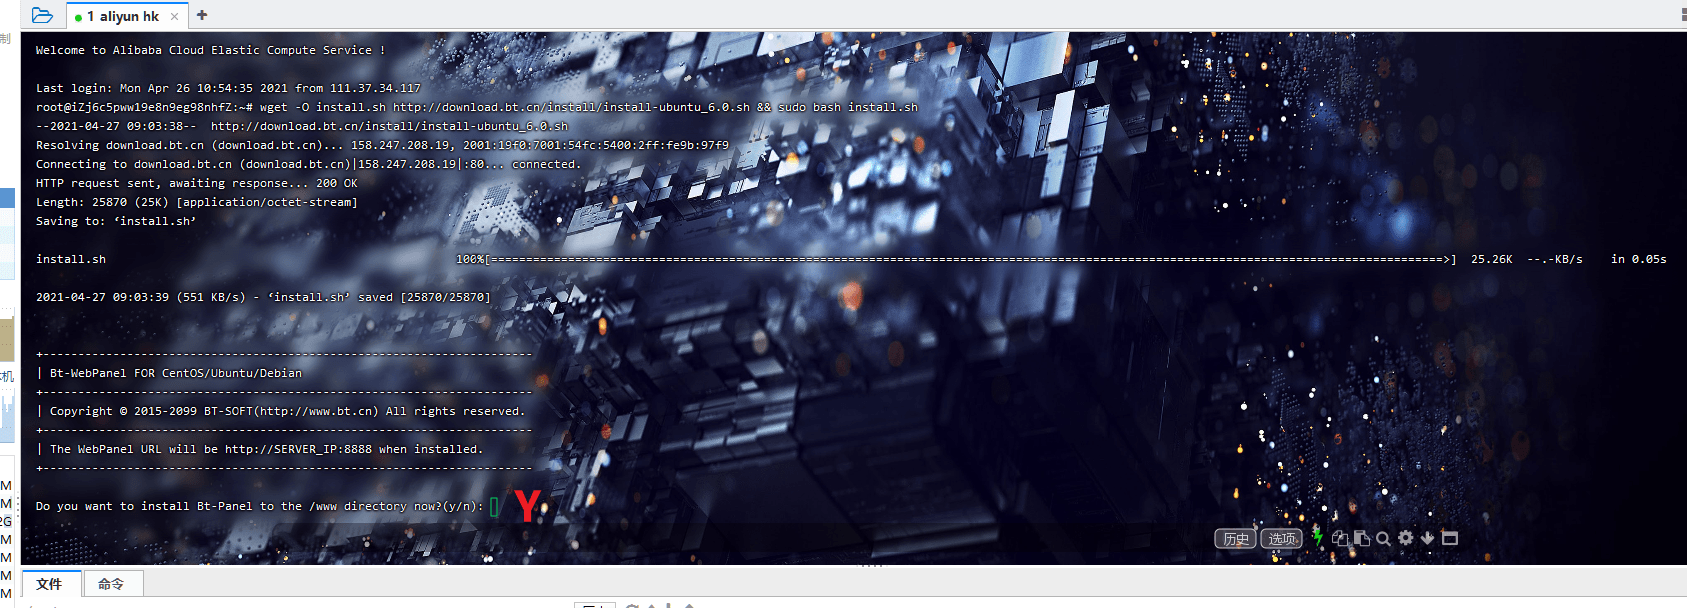 制
1 aliyun hk × +
Welcome to Alibaba Cloud Elastic Compute Service !
Last login: Mon Apr 26 10:54:35 2021 from 111.37.34.117
root@iZj6c5pww19e8n9eg98nhfZ:~# wget -O install.sh http://download.bt.cn/install/install-ubuntu_6.0.sh && sudo bash install.sh
--2021-04-27 09:03:38--  http://download.bt.cn/install/install-ubuntu_6.0.sh
Resolving download.bt.cn (download.bt.cn)... 158.247.208.19, 2001:19f0:7001:54fc:5400:2ff:fe9b:97f9
Connecting to download.bt.cn (download.bt.cn)|158.247.208.19|:80... connected.
HTTP request sent, awaiting response... 200 OK
Length: 25870 (25K) [application/octet-stream]
Saving to: ‘install.sh’
install.sh 100%[=======================================================================================================================================>] 25.26K --.-KB/s in 0.05s
2021-04-27 09:03:39 (551 KB/s) - ‘install.sh’ saved [25870/25870]
+----------------------------------------------------------------------
| Bt-WebPanel FOR CentOS/Ubuntu/Debian
+----------------------------------------------------------------------
| Copyright © 2015-2099 BT-SOFT(http://www.bt.cn) All rights reserved.
+----------------------------------------------------------------------
| The WebPanel URL will be http://SERVER_IP:8888 when installed.
+----------------------------------------------------------------------
Do you want to install Bt-Panel to the /www directory now?(y/n): Y
历史 选项
机
M
M
2G
M
M
M
M
文件 命令